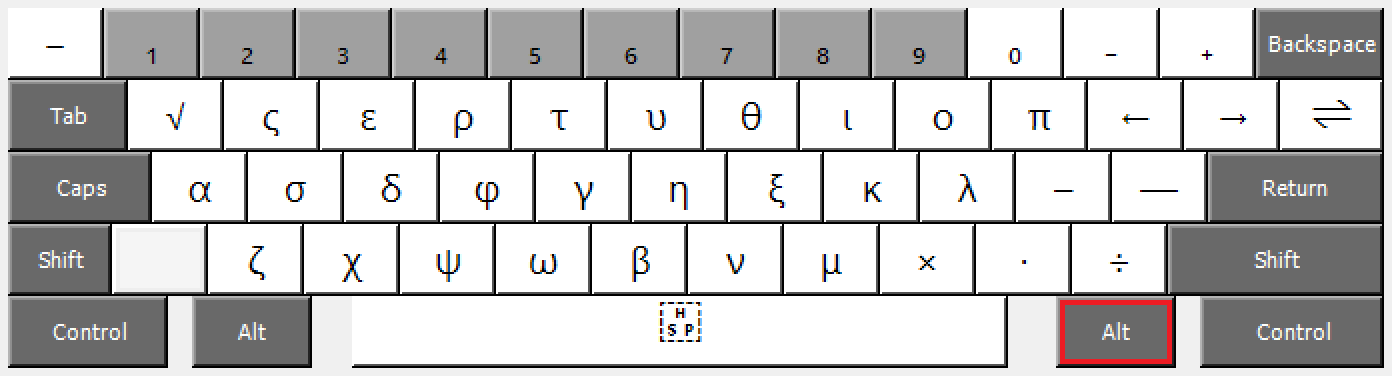 – 1 2 3 4 5 6 7 8 9 0 − + Backspace
Tab √ ς ε ρ τ υ θ ι ο π ← → ⇌
Caps α σ δ φ γ η ξ κ λ – — Return
Shift ζ χ ψ ω β ν μ × · ÷ Shift
Control Alt HSP Alt Control